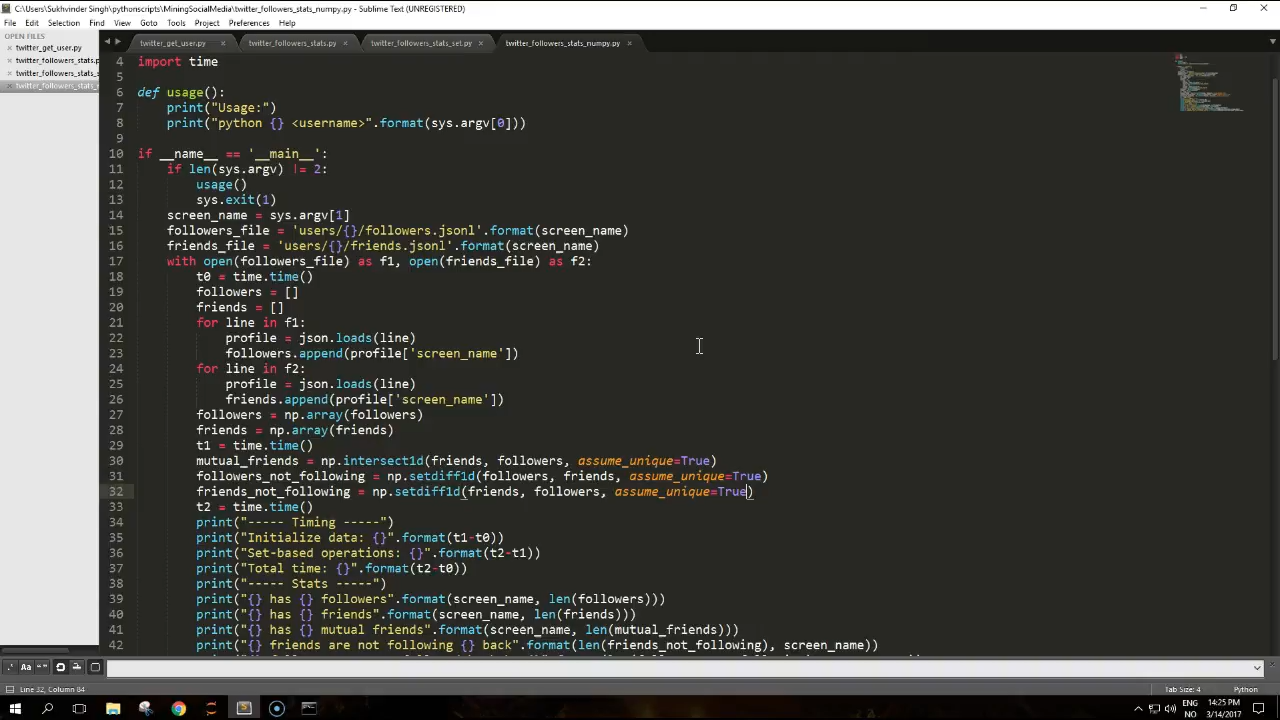 C:\Users\Sukhvinder Singh\pythonscripts\MiningSocialMedia\twitter_followers_stats_numpy.py - Sublime Text (UNREGISTERED)
File Edit Selection Find View Goto Tools Project Preferences Help
OPEN FILES
twitter_get_user.py
twitter_followers_stats.py
twitter_followers_stats_s
twitter_followers_stats_s
twitter_get_user.py twitter_followers_stats.py twitter_followers_stats_set.py twitter_followers_stats_numpy.py
4 import time
5
6 def usage():
7 print("Usage:")
8 print("python {} <username>".format(sys.argv[0]))
9
10 if __name__ == '__main__':
11 if len(sys.argv) != 2:
12 usage()
13 sys.exit(1)
14 screen_name = sys.argv[1]
15 followers_file = 'users/{}/followers.jsonl'.format(screen_name)
16 friends_file = 'users/{}/friends.jsonl'.format(screen_name)
17 with open(followers_file) as f1, open(friends_file) as f2:
18 t0 = time.time()
19 followers = []
20 friends = []
21 for line in f1:
22 profile = json.loads(line)
23 followers.append(profile['screen_name'])
24 for line in f2:
25 profile = json.loads(line)
26 friends.append(profile['screen_name'])
27 followers = np.array(followers)
28 friends = np.array(friends)
29 t1 = time.time()
30 mutual_friends = np.intersect1d(friends, followers, assume_unique=True)
31 followers_not_following = np.setdiff1d(followers, friends, assume_unique=True)
32 friends_not_following = np.setdiff1d(friends, followers, assume_unique=True)
33 t2 = time.time()
34 print("----- Timing -----")
35 print("Initialize data: {}".format(t1-t0))
36 print("Set-based operations: {}".format(t2-t1))
37 print("Total time: {}".format(t2-t0))
38 print("----- Stats -----")
39 print("{} has {} followers".format(screen_name, len(followers)))
40 print("{} has {} friends".format(screen_name, len(friends)))
41 print("{} has {} mutual friends".format(screen_name, len(mutual_friends)))
42 print("{} friends are not following {} back".format(len(friends_not_following), screen_name))
.* Aa “”
Line 32, Column 84 Tab Size: 4 Python
ENG 14:25 PM
NO 3/14/2017